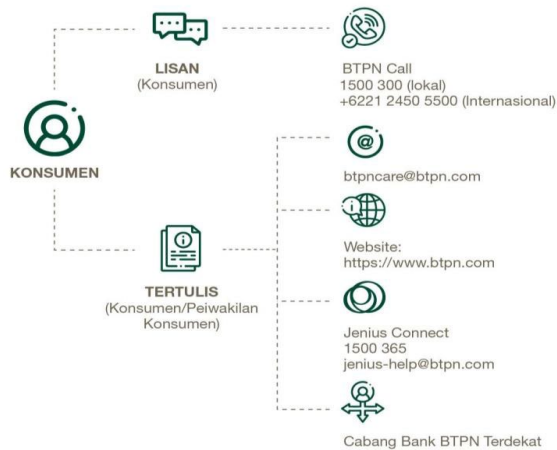 KONSUMEN
LISAN
(Konsumen)
BTPN Call
1500 300 (lokal)
+6221 2450 5500 (Internasional)
TERTULIS
(Konsumen/Peiwakilan
Konsumen)
@
btpncare@btpn.com
Website:
https://www.btpn.com
Jenius Connect
1500 365
jenius-help@btpn.com
Cabang Bank BTPN Terdekat